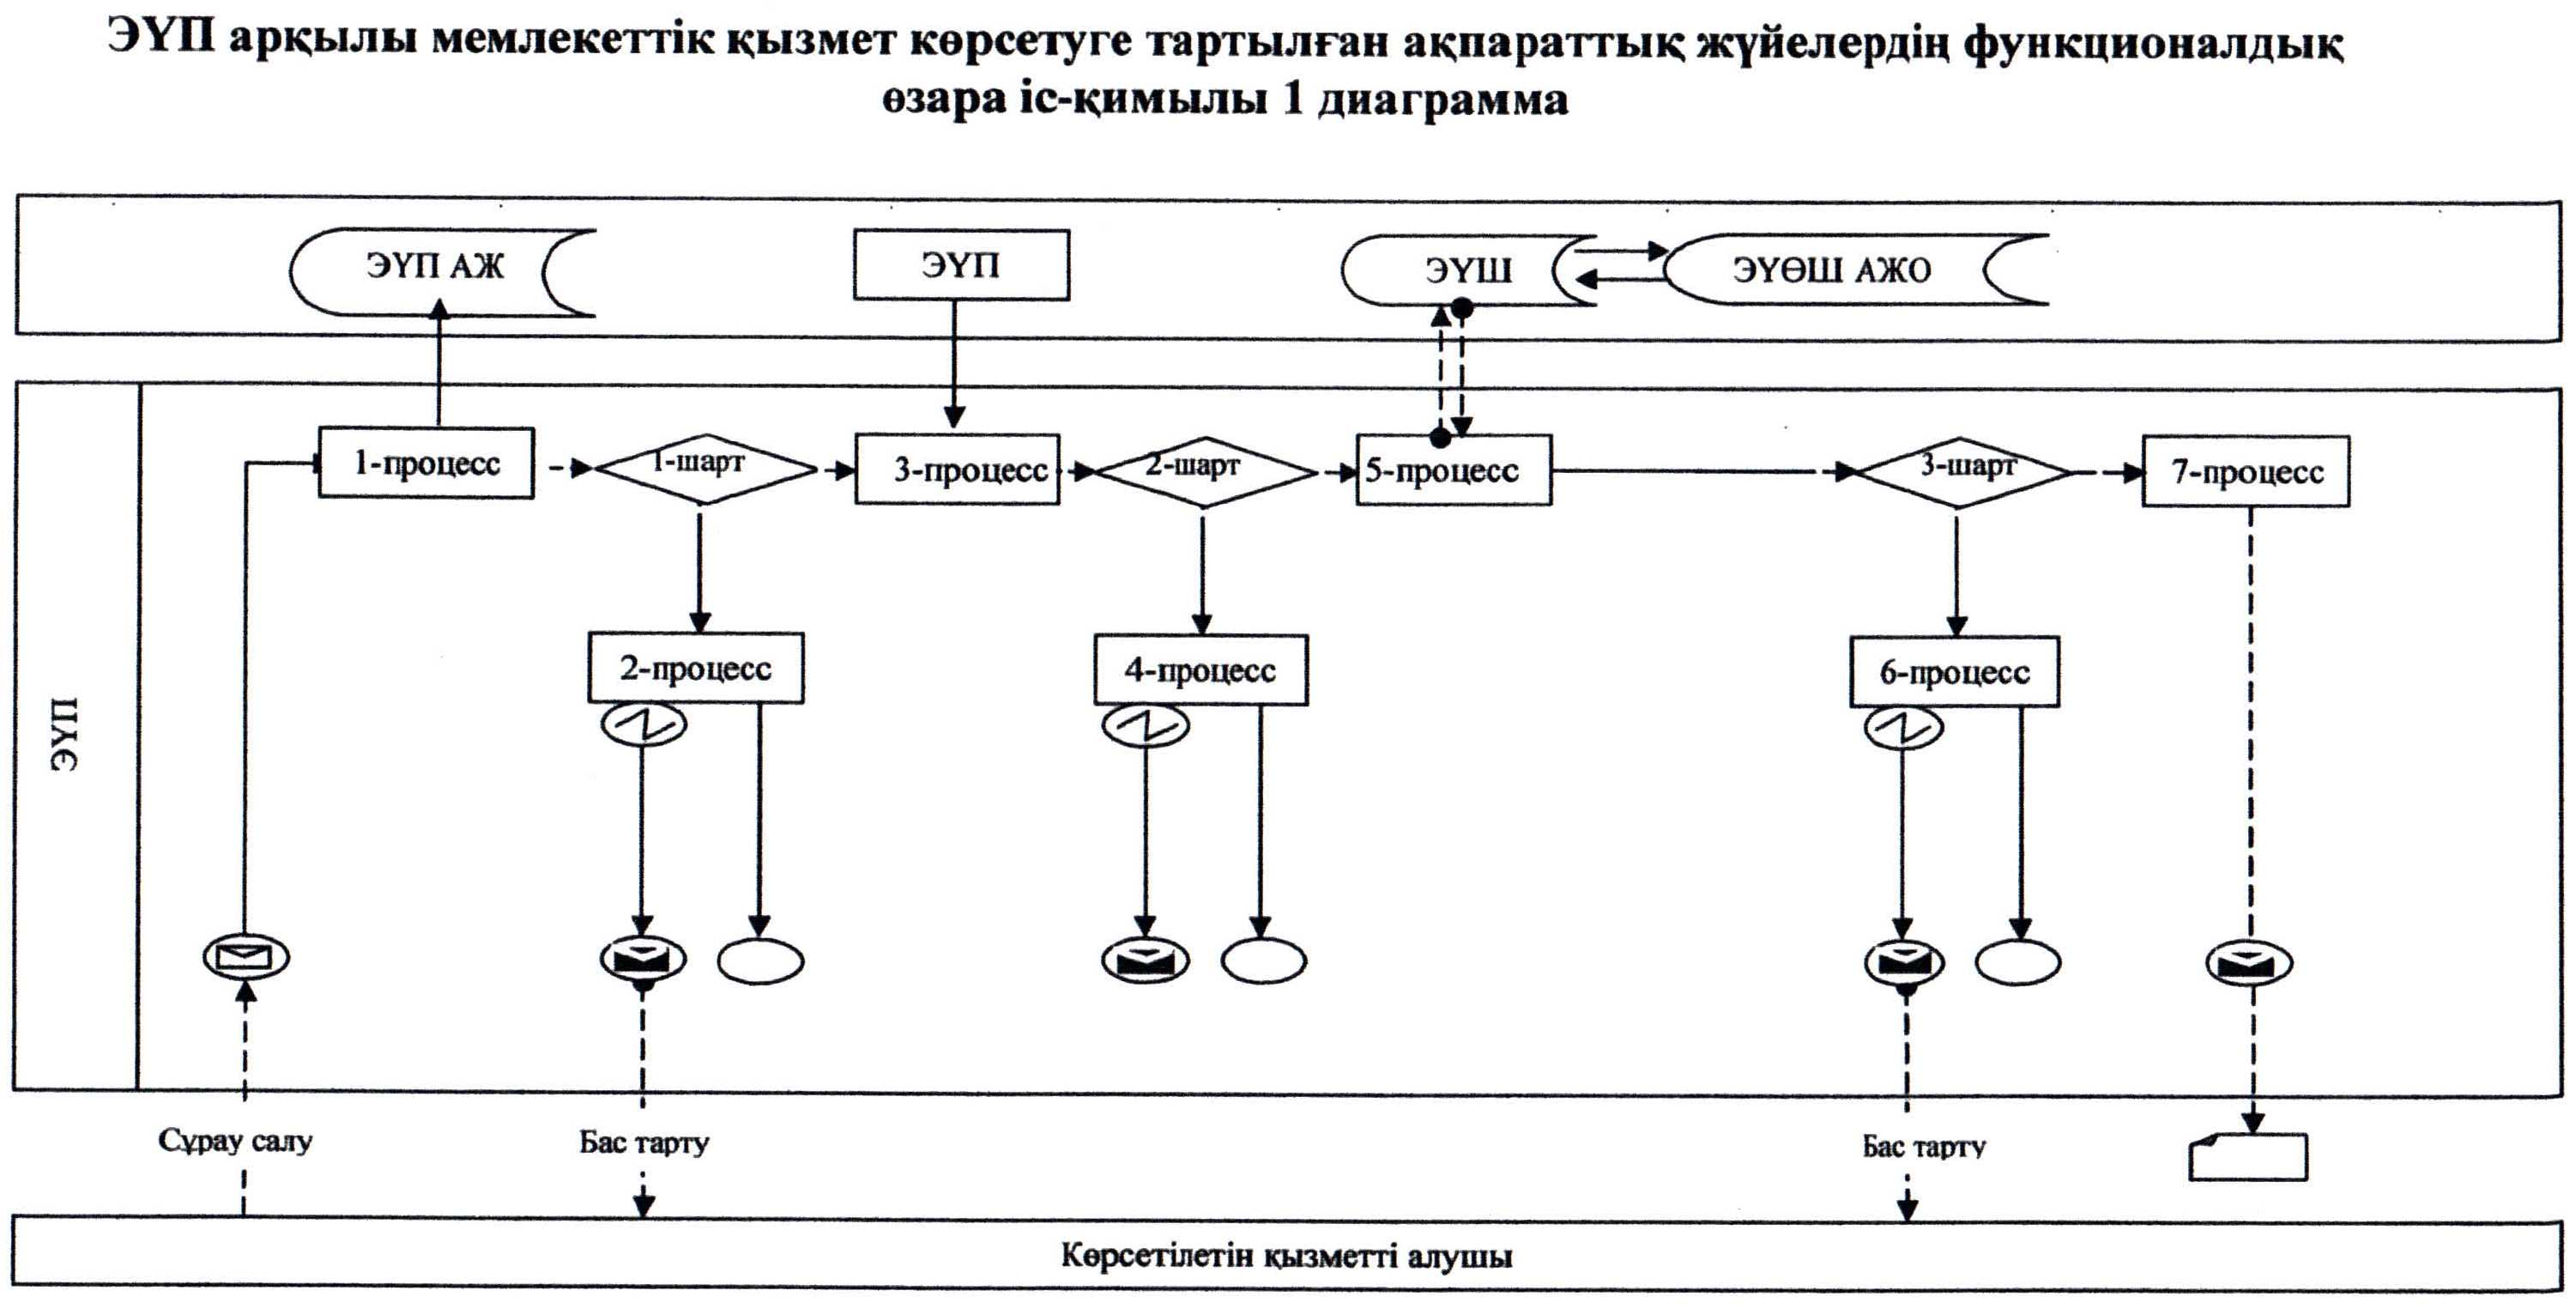 ЭҮП арқылы мемлекеттік қызмет көрсетуге тартылған ақпараттық жүйелердің функционалдық
өзара іс-қимылы 1 диаграмма
ЭҮП АЖ
ЭҮП
ЭҮШ
ЭҮӨШ АЖО
ЭҮП
1-процесс
1-шарт
3-процесс
2-шарт
5-процесс
3-шарт
7-процесс
2-процесс
4-процесс
6-процесс
Сұрау салу
Бас тарту
Бас тарту
Көрсетілетін қызметті алушы